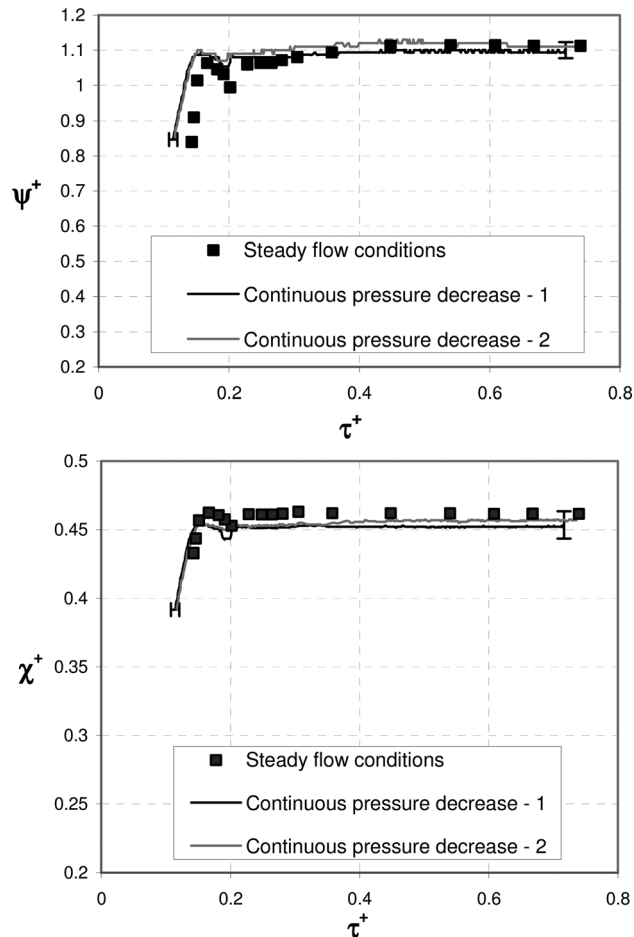 1.2
1.1
1
0.9
0.8
0.7
0.6
0.5
0.4
0.3
0.2
ψ+
Steady flow conditions
Continuous pressure decrease - 1
Continuous pressure decrease - 2
0 0.2 0.4 0.6 0.8
τ+
0.5
0.45
0.4
0.35
0.3
0.25
0.2
χ+
Steady flow conditions
Continuous pressure decrease - 1
Continuous pressure decrease - 2
0 0.2 0.4 0.6 0.8
τ+